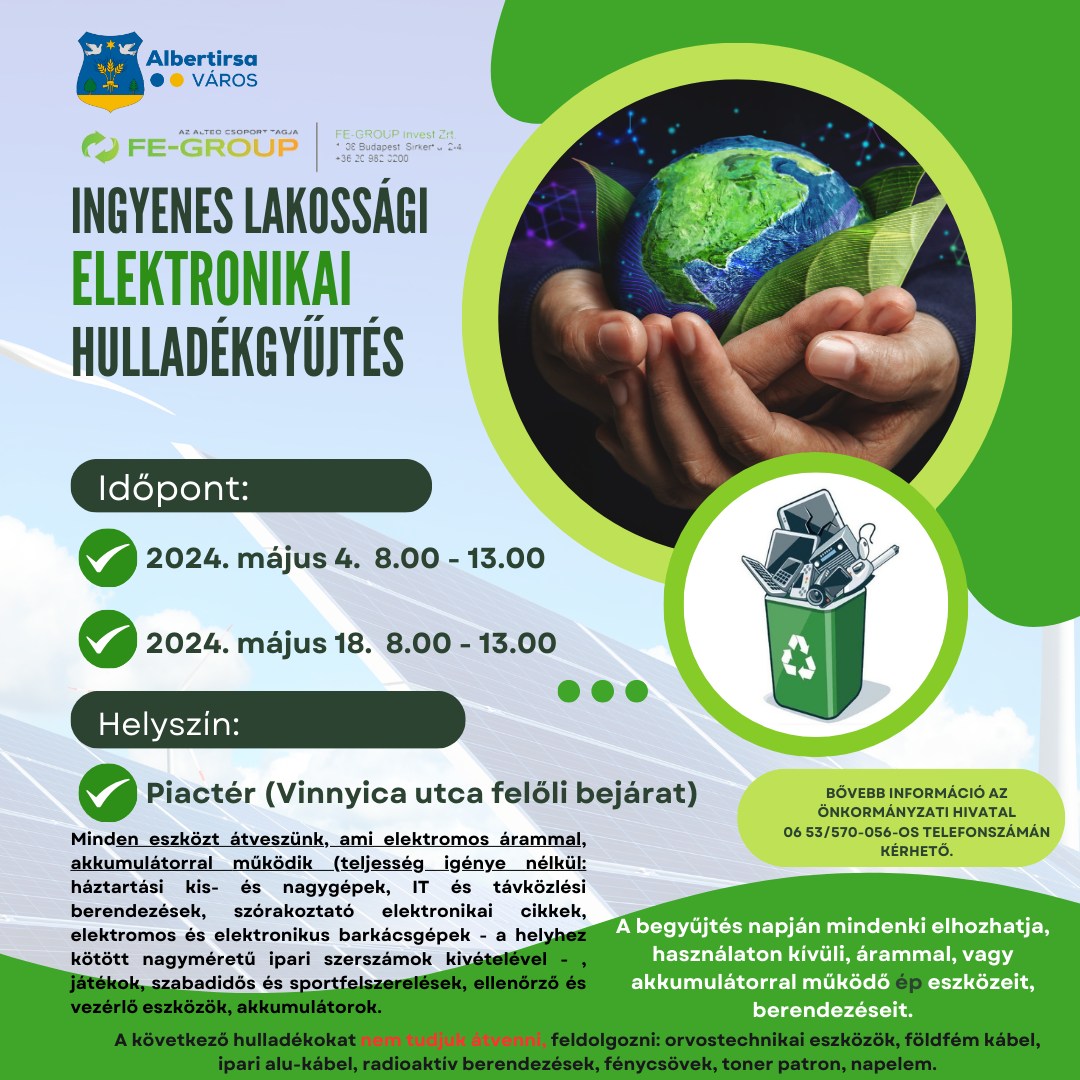 Albertirsa
VÁROS
AZ ALTEO CSOPORT TAGJA
FE-GROUP
FE-GROUP Invest Zrt.
Budapest
INGYENES LAKOSSÁGI
ELEKTRONIKAI
HULLADÉKGYŰJTÉS
Időpont:
2024. május 4. 8.00 - 13.00
2024. május 18. 8.00 - 13.00
Helyszín:
Piactér (Vinnyica utca felőli bejárat)
BŐVEBB INFORMÁCIÓ AZ
ÖNKORMÁNYZATI HIVATAL
06 53/570-056-OS TELEFONSZÁMÁN
KÉRHETŐ.
Minden eszközt átveszünk, ami elektromos árammal,
akkumulátorral működik (teljesség igénye nélkül:
háztartási kis- és nagygépek, IT és távközlési
berendezések, szórakoztató elektronikai cikkek,
elektromos és elektronikus barkácsgépek - a helyhez
kötött nagyméretű ipari szerszámok kivételével - ,
játékok, szabadidős és sportfelszerelések, ellenőrző és
vezérlő eszközök, akkumulátorok.
A begyűjtés napján mindenki elhozhatja,
használaton kívüli, árammal, vagy
akkumulátorral működő ép eszközeit,
berendezéseit.
A következő hulladékokat nem tudjuk átvenni, feldolgozni: orvostechnikai eszközök, földfém kábel,
ipari alu-kábel, radioaktív berendezések, fénycsövek, toner patron, napelem.